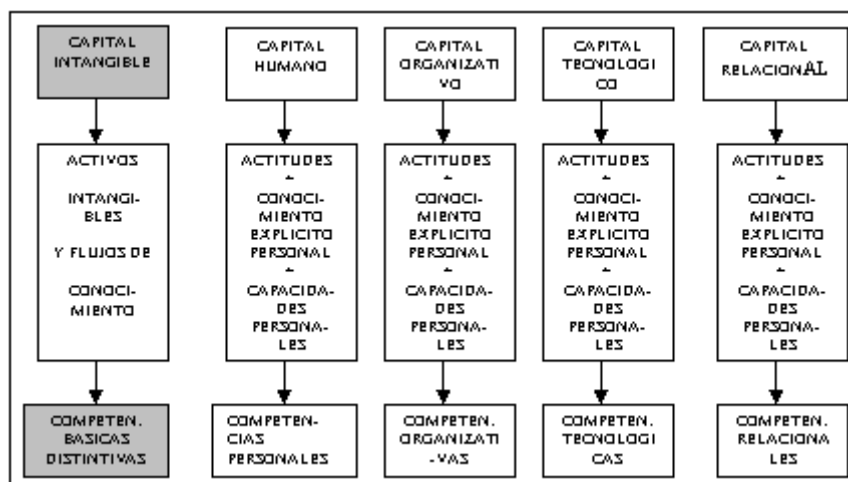 CAPITAL
INTANGIBLE
CAPITAL
HUMANO
CAPITAL
ORGANIZATI
VO
CAPITAL
TECNOLOGI
CO
CAPITAL
RELACIONAL
ACTIVOS
INTANGI-
BLES
Y FLUJOS DE
CONOCI-
MIENTO
ACTITUDES
+
CONOCI-
MIENTO
EXPLICITO
PERSONAL
+
CAPACIDA-
DES
PERSONA-
LES
ACTITUDES
+
CONOCI-
MIENTO
EXPLICITO
PERSONAL
+
CAPACIDA-
DES
PERSONA-
LES
ACTITUDES
+
CONOCI-
MIENTO
EXPLICITO
PERSONAL
+
CAPACIDA-
DES
PERSONA-
LES
ACTITUDES
+
CONOCI-
MIENTO
EXPLICITO
PERSONAL
+
CAPACIDA-
DES
PERSONA-
LES
COMPETEN.
BASICAS
DISTINTIVAS
COMPETEN-
CIAS
PERSONALES
COMPETEN.
ORGANIZATI
-VAS
COMPETEN.
TECNOLOGI
CAS
COMPETEN.
RELACIONA
LES